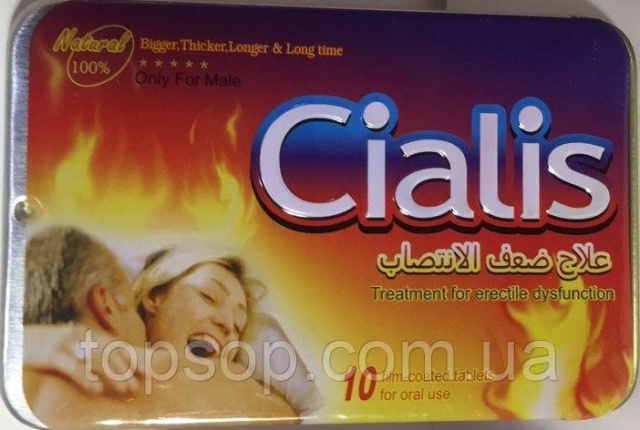 Natural
100%
Bigger,Thicker,Longer & Long time
Only For Male
Cialis
علاج ضعف الانتصاب
Treatment for erectile dysfunction
topsop.com.ua
10 film-coated tablets
for oral use